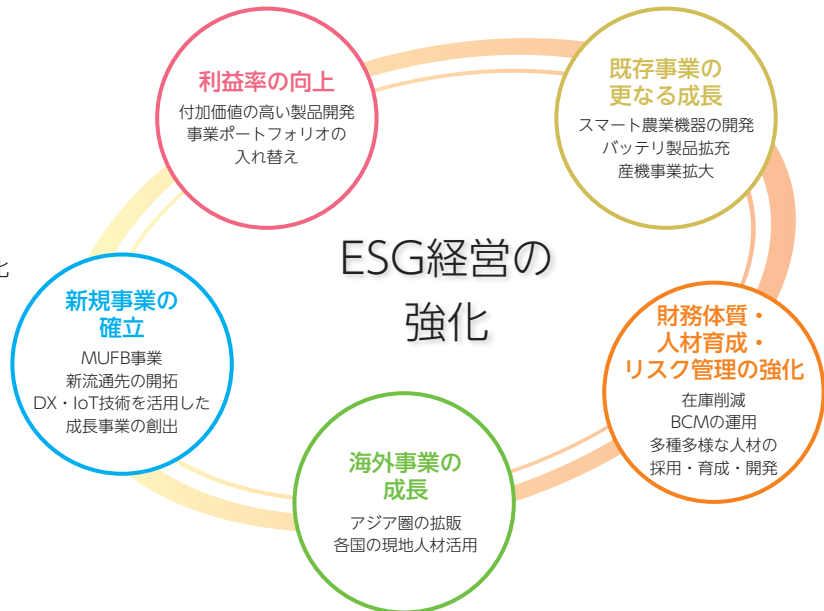 利益率の向上
付加価値の高い製品開発
事業ポートフォリオの
入れ替え
既存事業の
更なる成長
スマート農業機器の開発
バッテリ製品拡充
産機事業拡大
ESG経営の
強化
化
新規事業の
確立
MUFB事業
新流通先の開拓
DX・IoT技術を活用した
成長事業の創出
財務体質・
人材育成・
リスク管理の強化
在庫削減
BCMの運用
多種多様な人材の
採用・育成・開発
海外事業の
成長
アジア圏の拡販
各国の現地人材活用